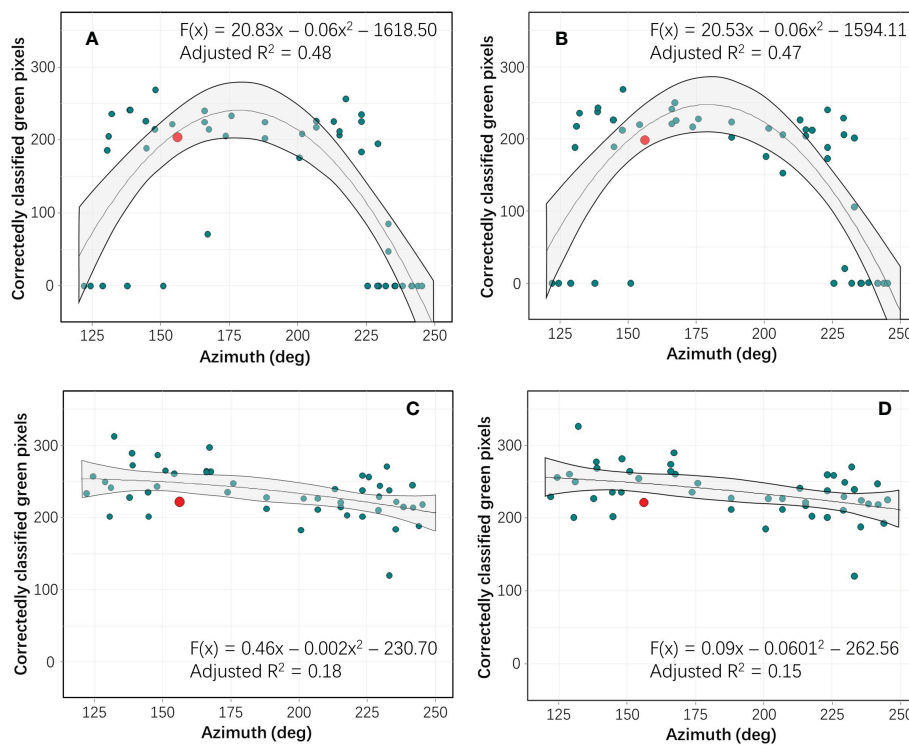 A
F(x) = 20.83x – 0.06x² – 1618.50
Adjusted R² = 0.48
Correctedly classified green pixels
300
200
100
0
125 150 175 200 225 250
Azimuth (deg)
B
F(x) = 20.53x – 0.06x² – 1594.11
Adjusted R² = 0.47
Correctedly classified green pixels
300
200
100
0
125 150 175 200 225 250
Azimuth (deg)
C
Correctedly classified green pixels
300
200
100
0
F(x) = 0.46x – 0.002x² – 230.70
Adjusted R² = 0.18
125 150 175 200 225 250
Azimuth (deg)
D
Correctedly classified green pixels
300
200
100
0
F(x) = 0.09x – 0.0601² – 262.56
Adjusted R² = 0.15
125 150 175 200 225 250
Azimuth (deg)